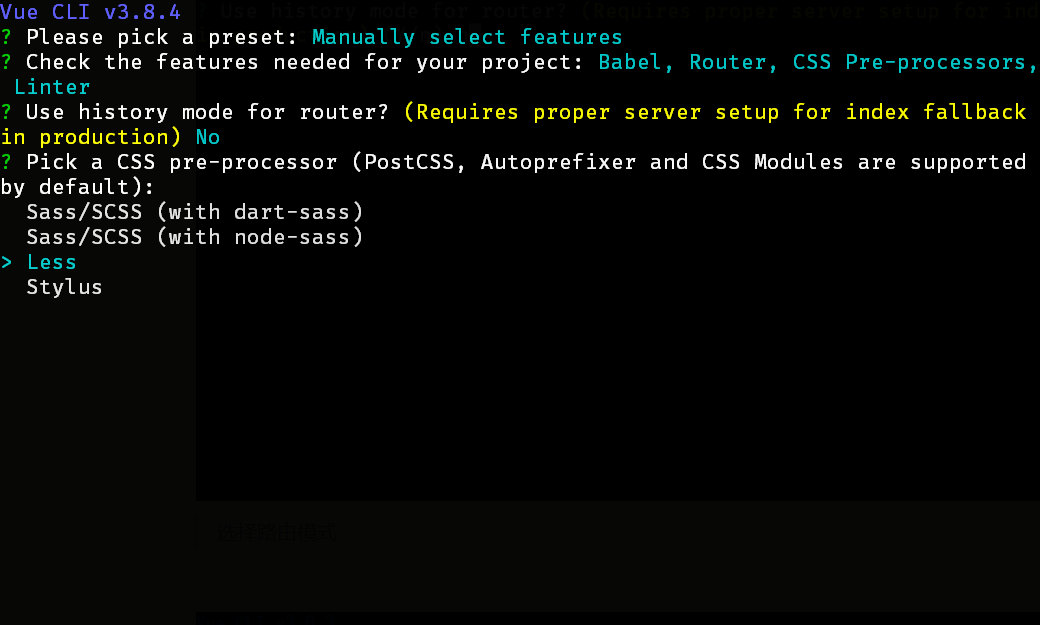 Vue CLI v3.8.4
? Please pick a preset: Manually select features
? Check the features needed for your project: Babel, Router, CSS Pre-processors,
 Linter
? Use history mode for router? (Requires proper server setup for index fallback
in production) No
? Pick a CSS pre-processor (PostCSS, Autoprefixer and CSS Modules are supported
by default):
  Sass/SCSS (with dart-sass)
  Sass/SCSS (with node-sass)
> Less
  Stylus